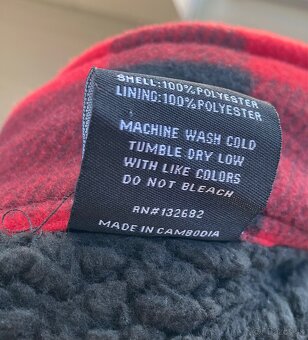 SHELL:100%POLYESTER
LINING:100%POLYESTER
MACHINE WASH COLD
TUMBLE DRY LOW
WITH LIKE COLORS
DO NOT BLEACH
RN#132682
MADE IN CAMBODIA